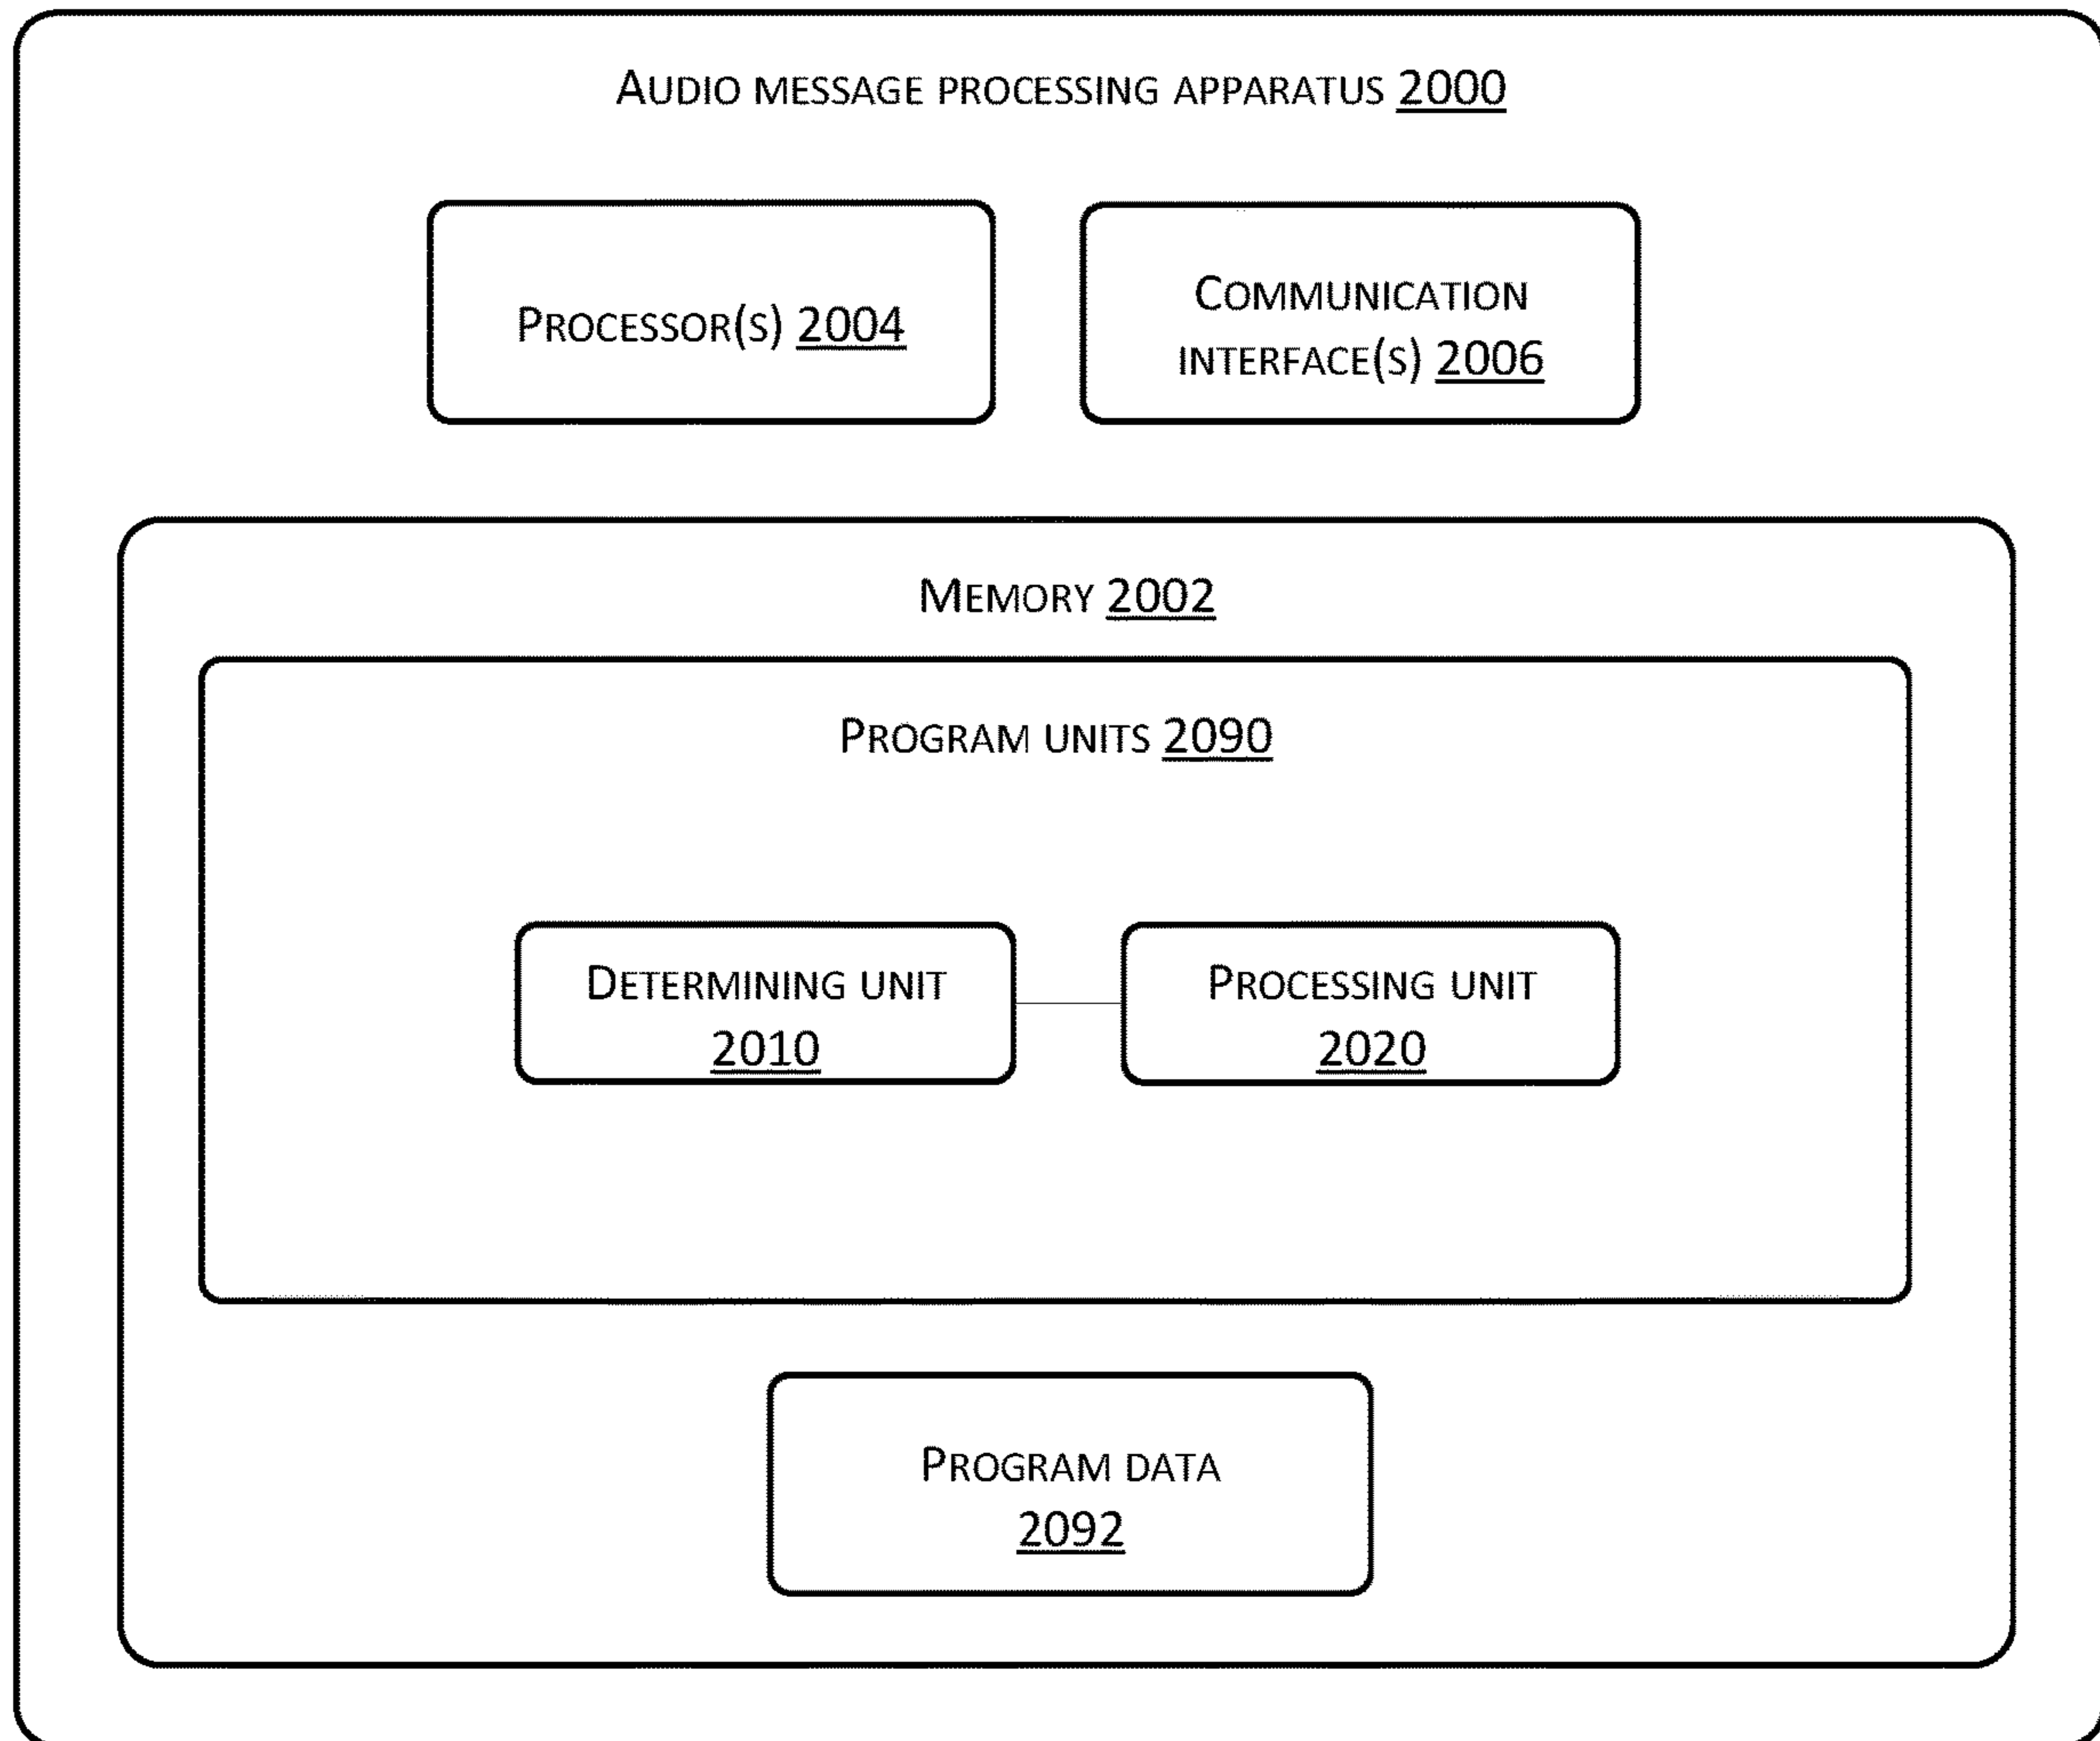 AUDIO MESSAGE PROCESSING APPARATUS 2000
PROCESSOR(S) 2004
COMMUNICATION
INTERFACE(S) 2006
MEMORY 2002
PROGRAM UNITS 2090
DETERMINING UNIT
2010
PROCESSING UNIT
2020
PROGRAM DATA
2092